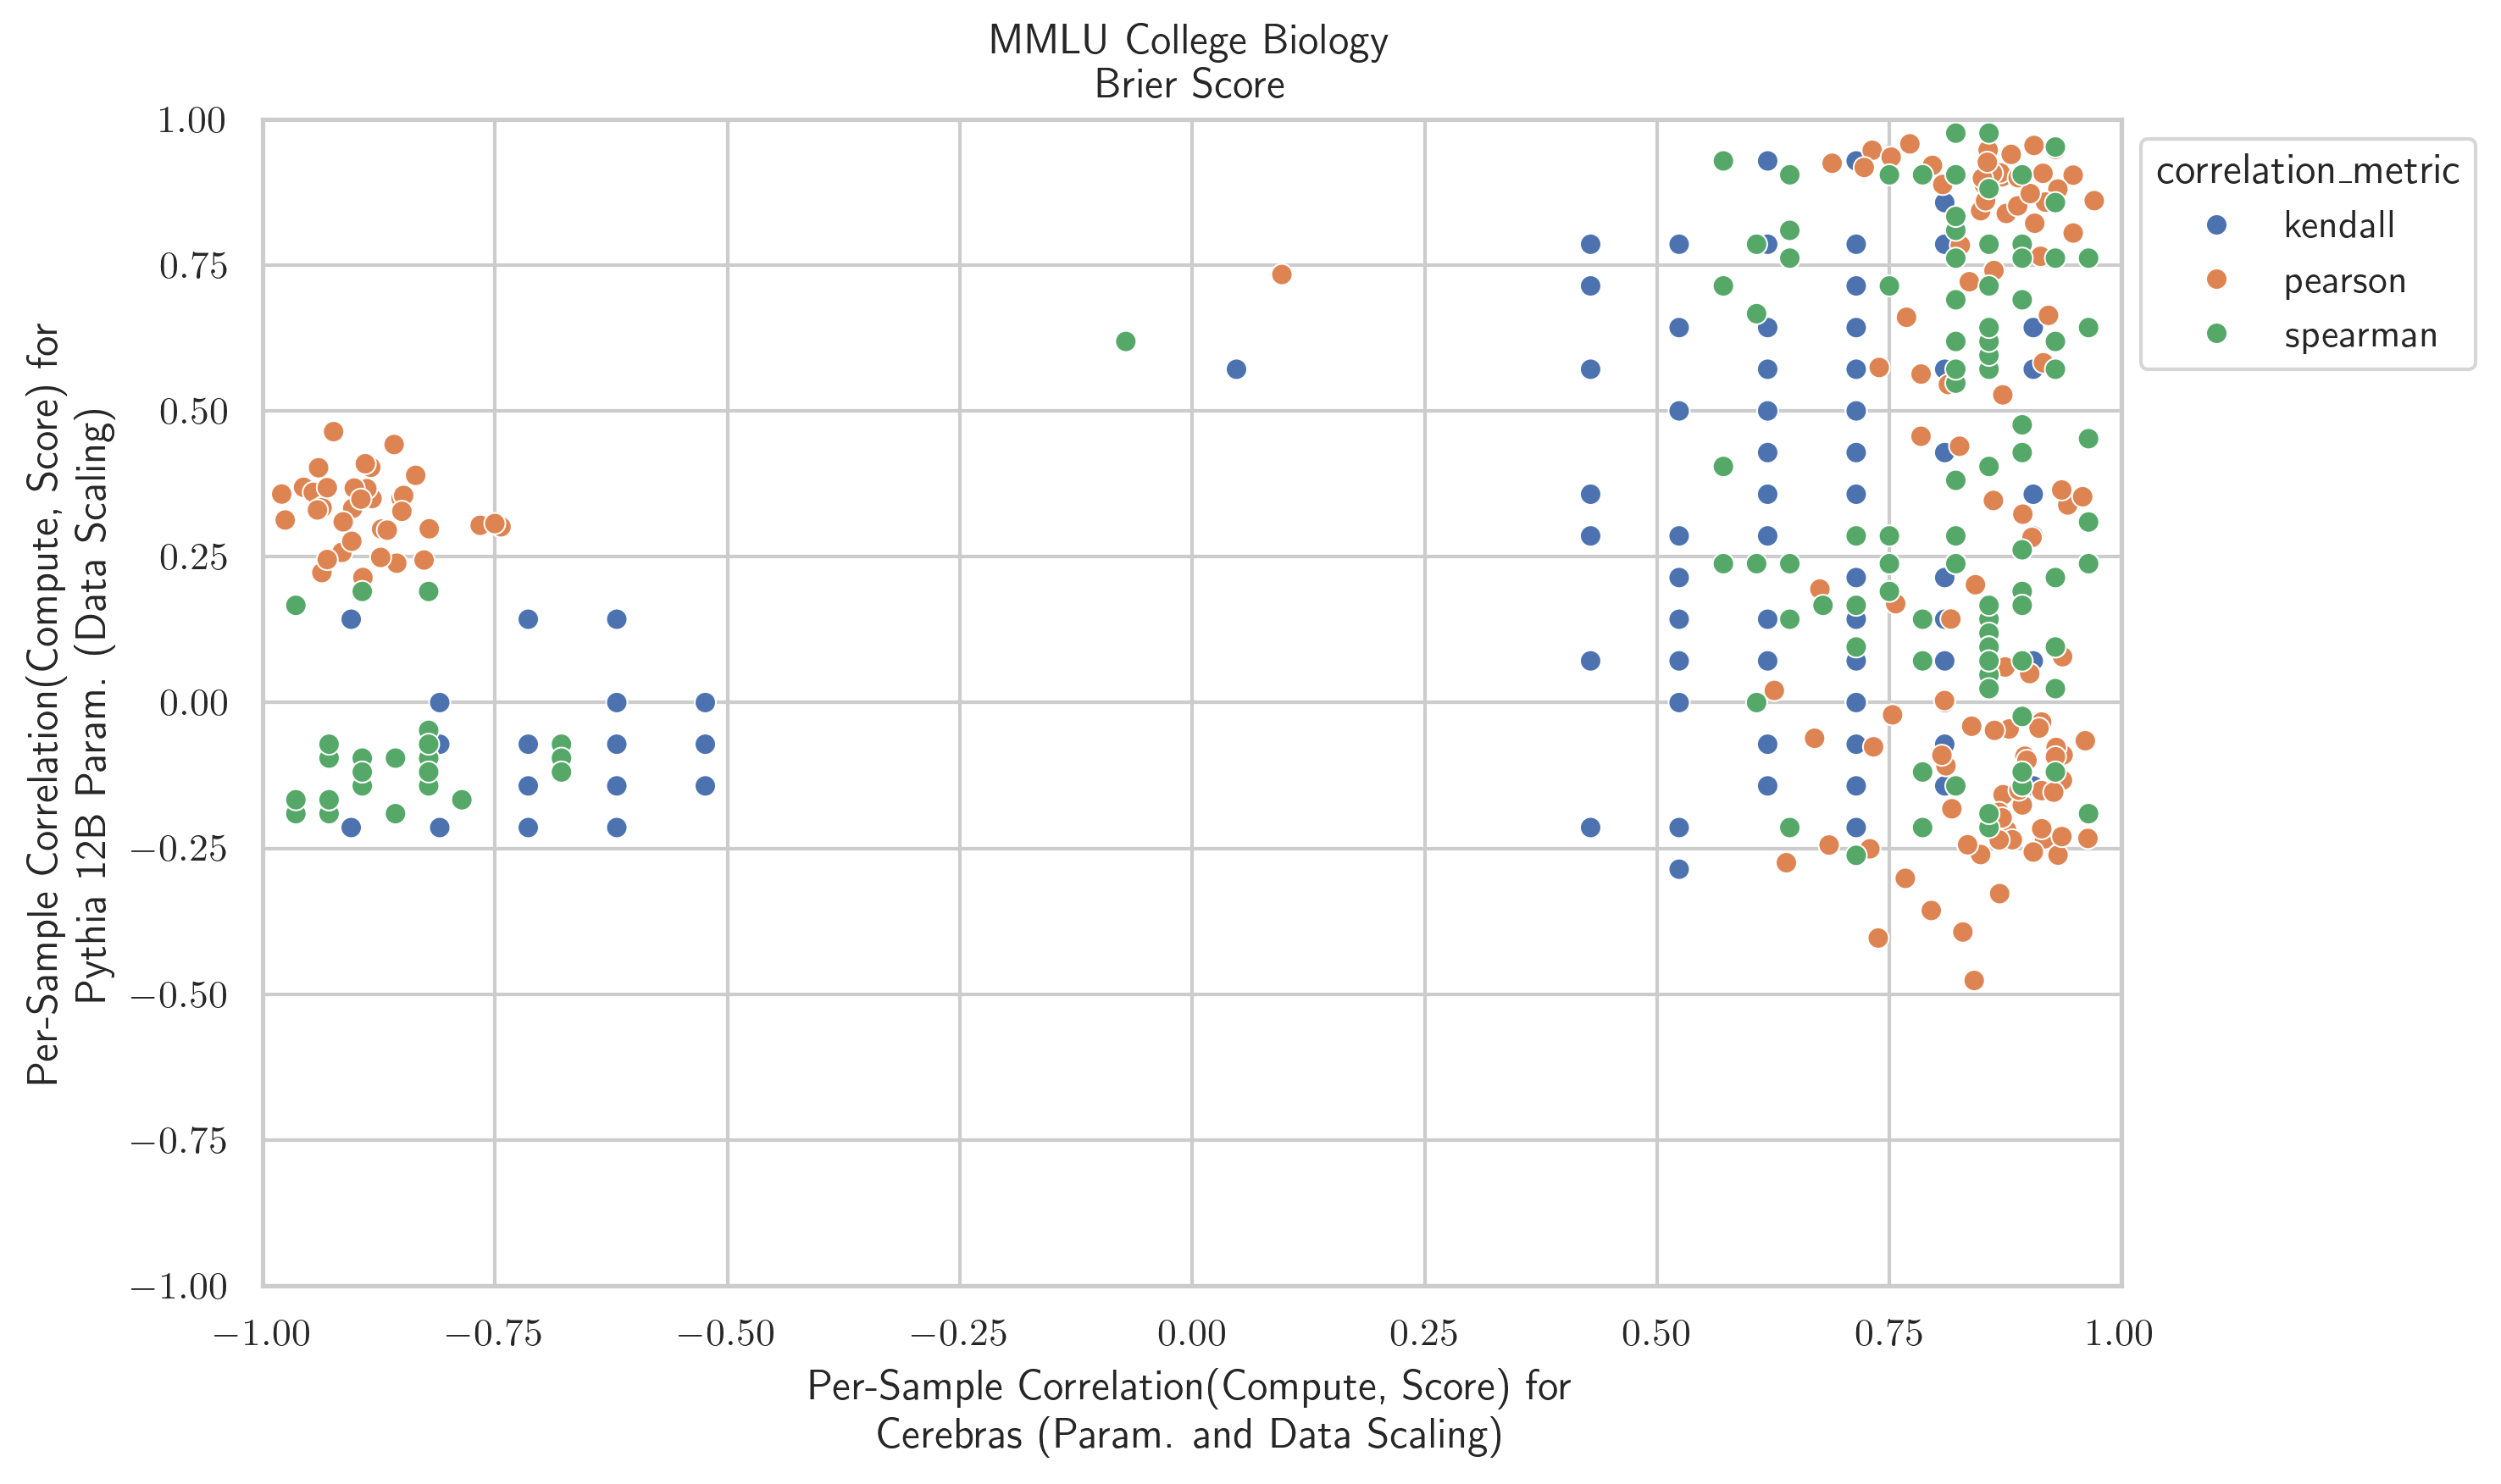 MMLU College Biology
Brier Score
Per-Sample Correlation(Compute, Score) for
Pythia 12B Param. (Data Scaling)
1.00
0.75
0.50
0.25
0.00
−0.25
−0.50
−0.75
−1.00
−1.00 −0.75 −0.50 −0.25 0.00 0.25 0.50 0.75 1.00
Per-Sample Correlation(Compute, Score) for
Cerebras (Param. and Data Scaling)
correlation_metric
kendall
pearson
spearman